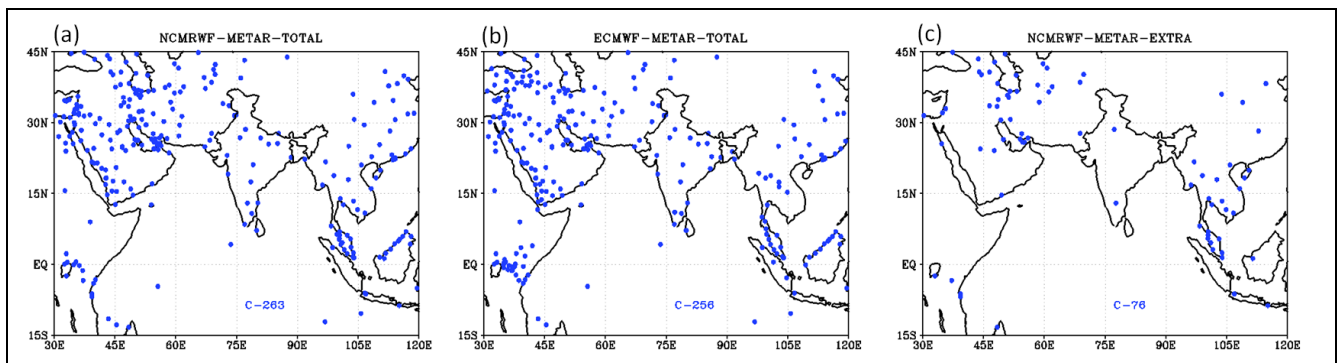 (a) NCMRWF-METAR-TOTAL
45N
30N
15N
EQ
15S
30E 45E 60E 75E 90E 105E 120E
C-263
(b) ECMWF-METAR-TOTAL
45N
30N
15N
EQ
15S
30E 45E 60E 75E 90E 105E 120E
C-256
(c) NCMRWF-METAR-EXTRA
45N
30N
15N
EQ
15S
30E 45E 60E 75E 90E 105E 120E
C-76